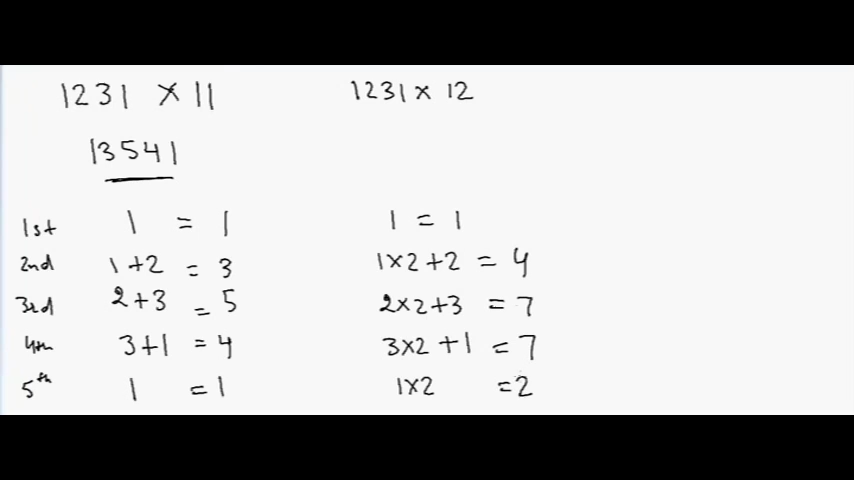 1231 × 11 1231 × 12
13541
1st 1 = 1 1 = 1
2nd 1+2 = 3 1×2+2 = 4
3rd 2+3 = 5 2×2+3 = 7
4th 3+1 = 4 3×2+1 = 7
5th 1 = 1 1×2 = 2